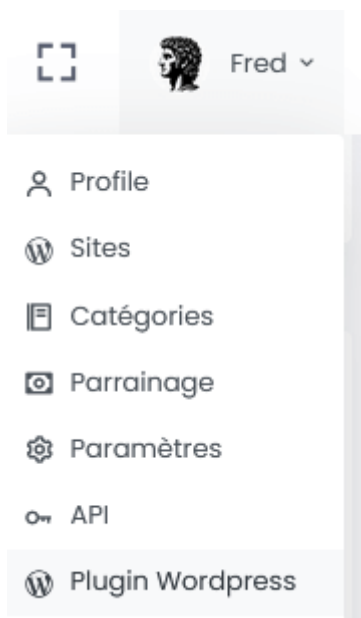 Fred
Profile
Sites
Catégories
Parrainage
Paramètres
API
Plugin Wordpress